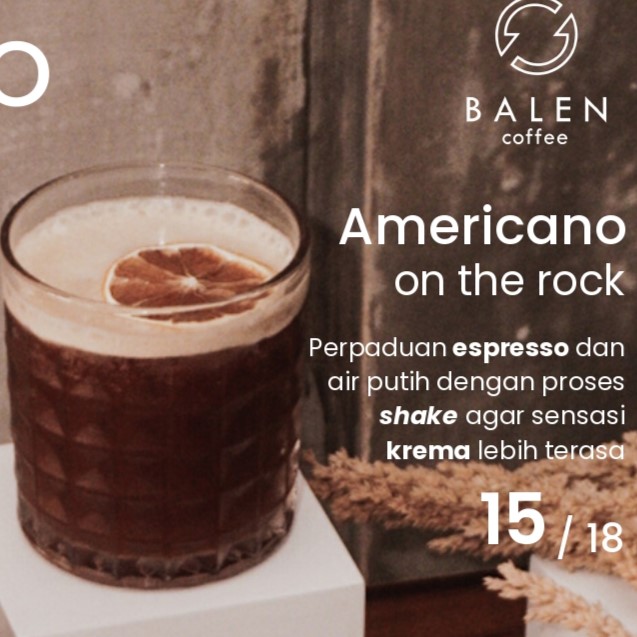 o
BALEN
coffee
Americano
on the rock
Perpaduan espresso dan
air putih dengan proses
shake agar sensasi
krema lebih terasa
15 / 18